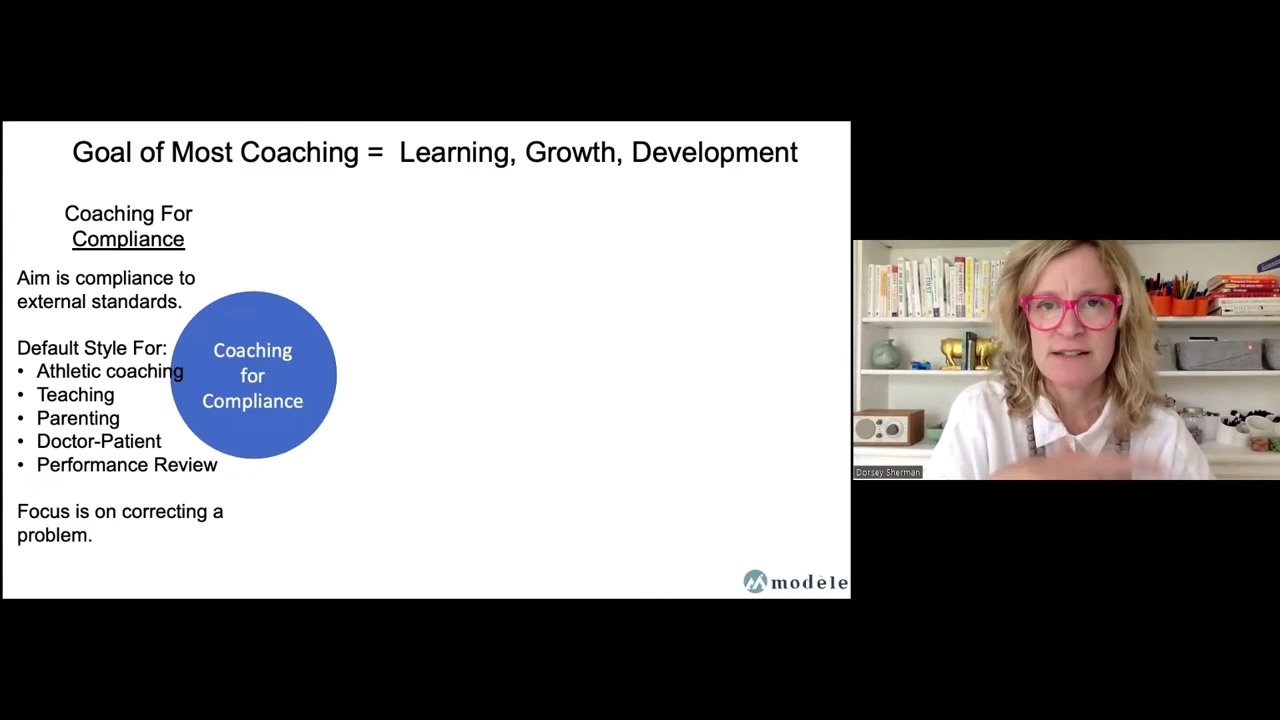 Goal of Most Coaching = Learning, Growth, Development
Coaching For
Compliance
Aim is compliance to
external standards.
Default Style For:
• Athletic coaching
• Teaching
• Parenting
• Doctor-Patient
• Performance Review
Focus is on correcting a
problem.
Coaching
for
Compliance
modèle
Dorsey Sherman